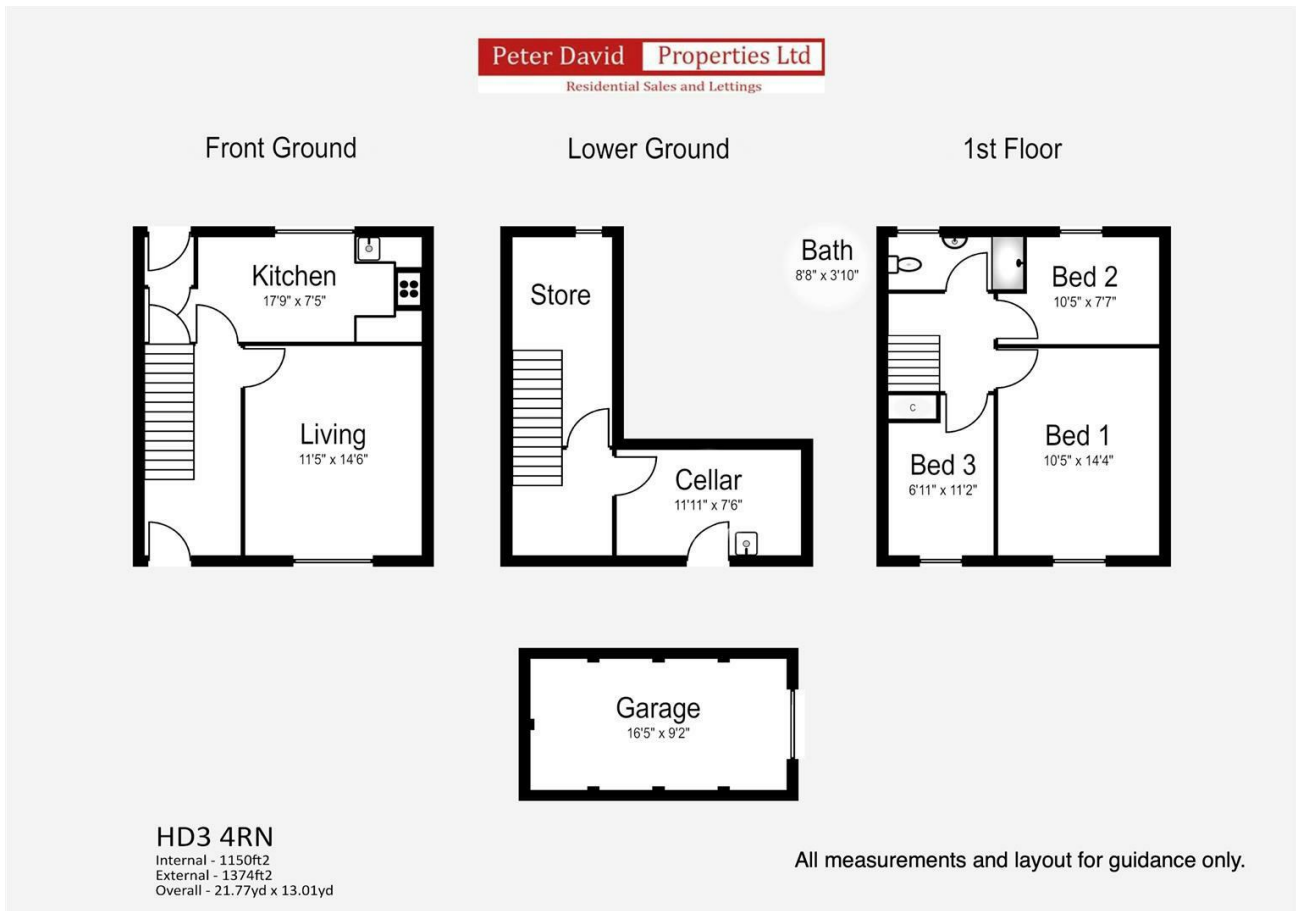 Peter David Properties Ltd
Residential Sales and Lettings
Front Ground
Lower Ground
1st Floor
Kitchen
17'9" x 7'5"
Living
11'5" x 14'6"
Store
Cellar
11'11" x 7'6"
Bath
8'8" x 3'10"
Bed 2
10'5" x 7'7"
C
Bed 3
6'11" x 11'2"
Bed 1
10'5" x 14'4"
Garage
16'5" x 9'2"
HD3 4RN
Internal - 1150ft2
External - 1374ft2
Overall - 21.77yd x 13.01yd
All measurements and layout for guidance only.